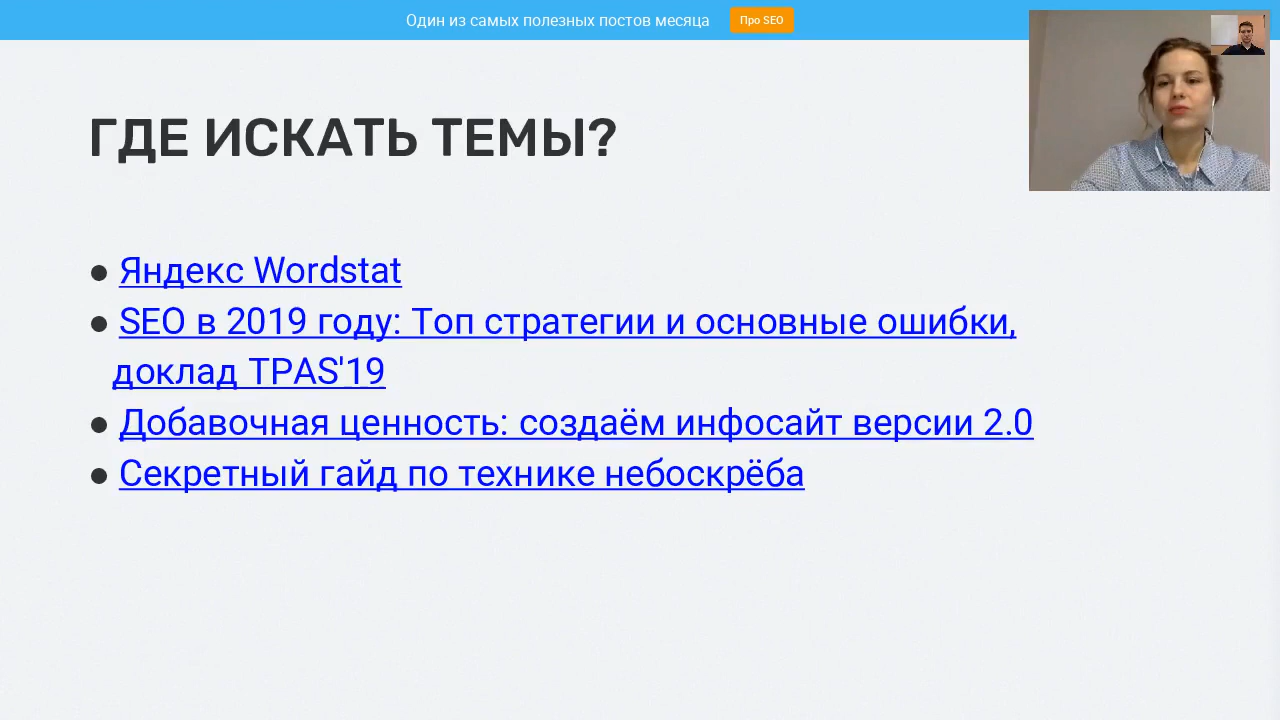 Один из самых полезных постов месяца
Про SEO
ГДЕ ИСКАТЬ ТЕМЫ?
● Яндекс Wordstat
● SEO в 2019 году: Топ стратегии и основные ошибки,
доклад TPAS'19
● Добавочная ценность: создаём инфосайт версии 2.0
● Секретный гайд по технике небоскрёба